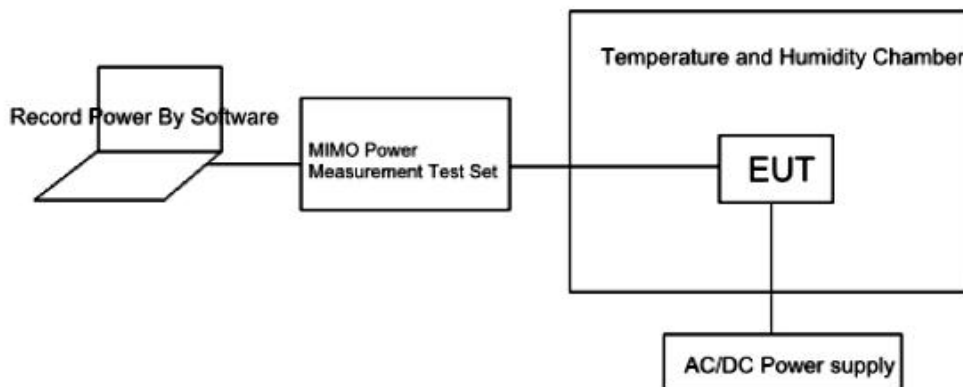 Temperature and Humidity Chamber
Record Power By Software
MIMO Power
Measurement Test Set
EUT
AC/DC Power supply